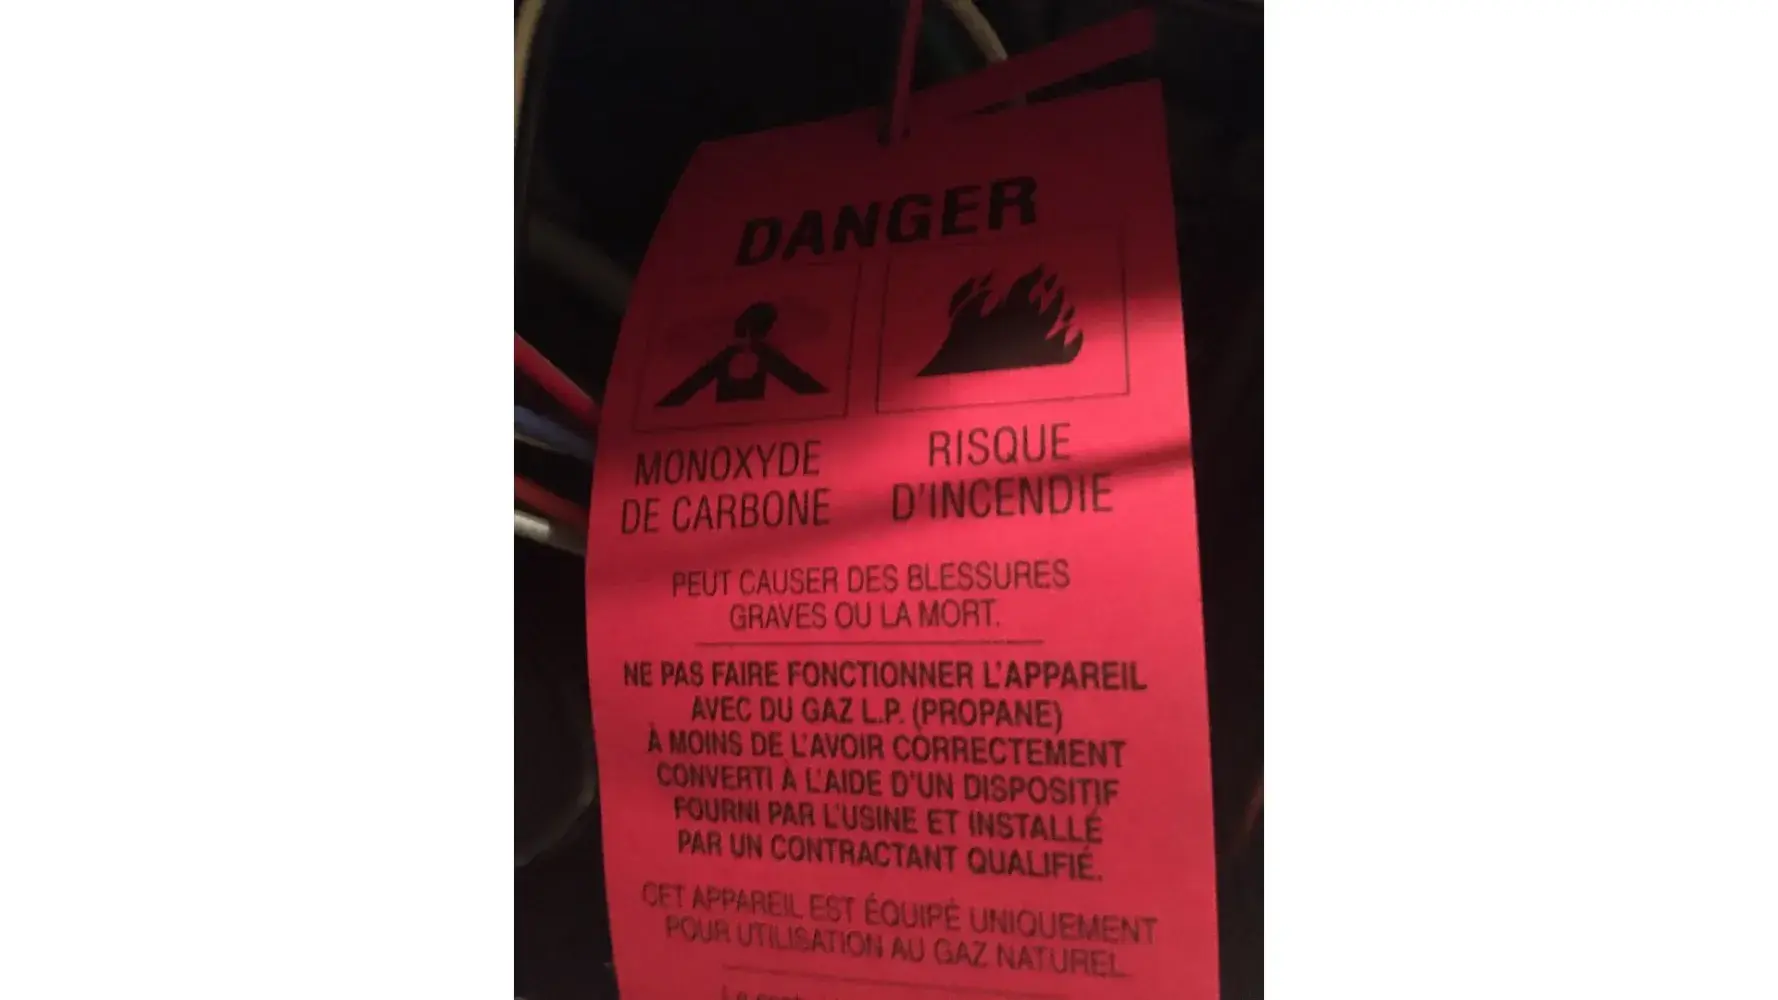 DANGER
MONOXYDE
DE CARBONE
RISQUE
D'INCENDIE
PEUT CAUSER DES BLESSURES
GRAVES OU LA MORT.
NE PAS FAIRE FONCTIONNER L'APPAREIL
AVEC DU GAZ L.P. (PROPANE)
À MOINS DE L'AVOIR CORRECTEMENT
CONVERTI À L'AIDE D'UN DISPOSITIF
FOURNI PAR L'USINE ET INSTALLÉ
PAR UN CONTRACTANT QUALIFIÉ.
CET APPAREIL EST ÉQUIPÉ UNIQUEMENT
POUR UTILISATION AU GAZ NATUREL